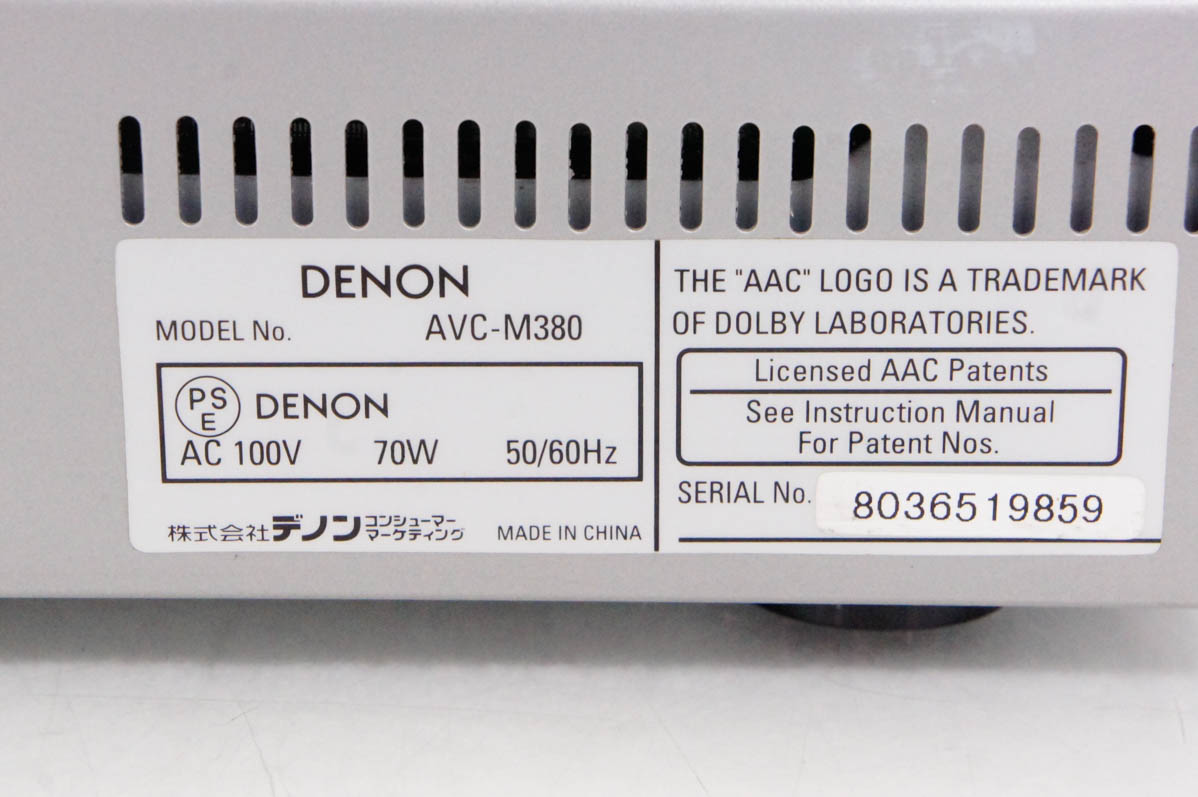 DENON
MODEL No. AVC-M380
PSE DENON
AC 100V 70W 50/60Hz
株式会社デノン コンシューマー
マーケティング
MADE IN CHINA
THE "AAC" LOGO IS A TRADEMARK
OF DOLBY LABORATORIES.
Licensed AAC Patents
See Instruction Manual
For Patent Nos.
SERIAL No. 8036519859